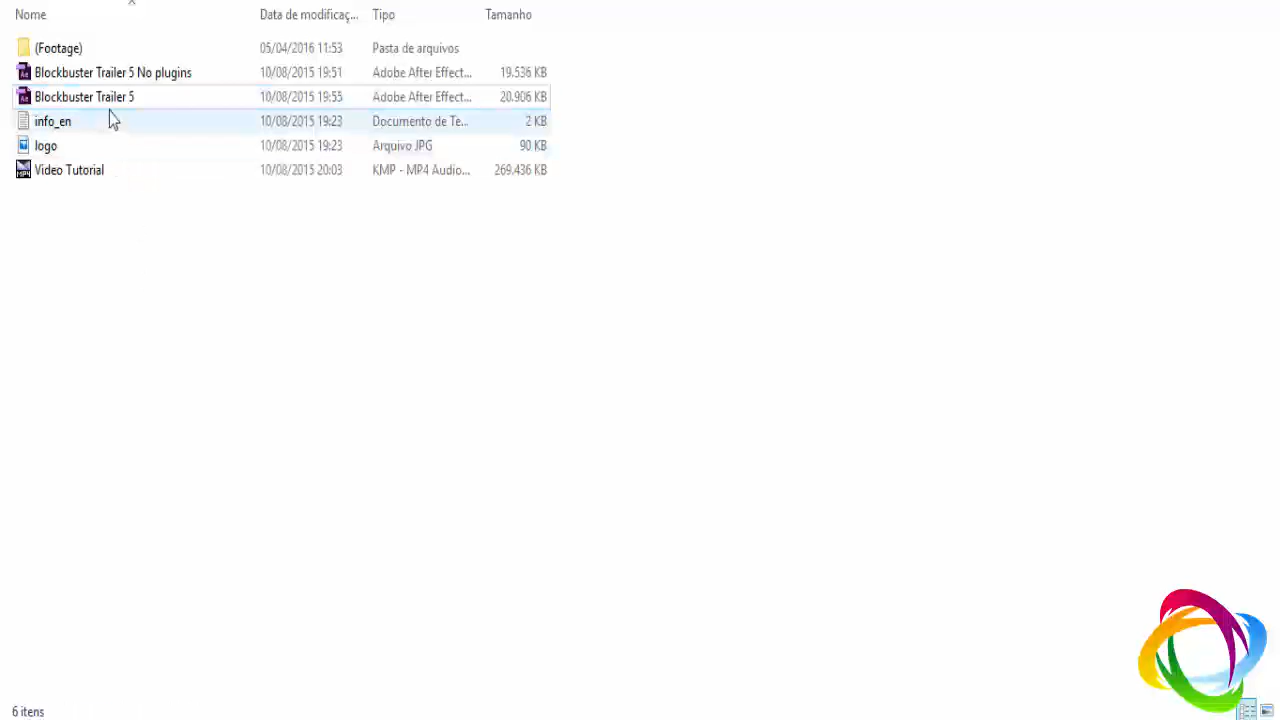 Nome Data de modificaç... Tipo Tamanho
(Footage) 05/04/2016 11:53 Pasta de arquivos
Blockbuster Trailer 5 No plugins 10/08/2015 19:51 Adobe After Effect... 19.536 KB
Blockbuster Trailer 5 10/08/2015 19:55 Adobe After Effect... 20.906 KB
info_en 10/08/2015 19:23 Documento de Te... 2 KB
logo 10/08/2015 19:23 Arquivo JPG 90 KB
Video Tutorial 10/08/2015 20:03 KMP - MP4 Audio... 269.436 KB
6 itens